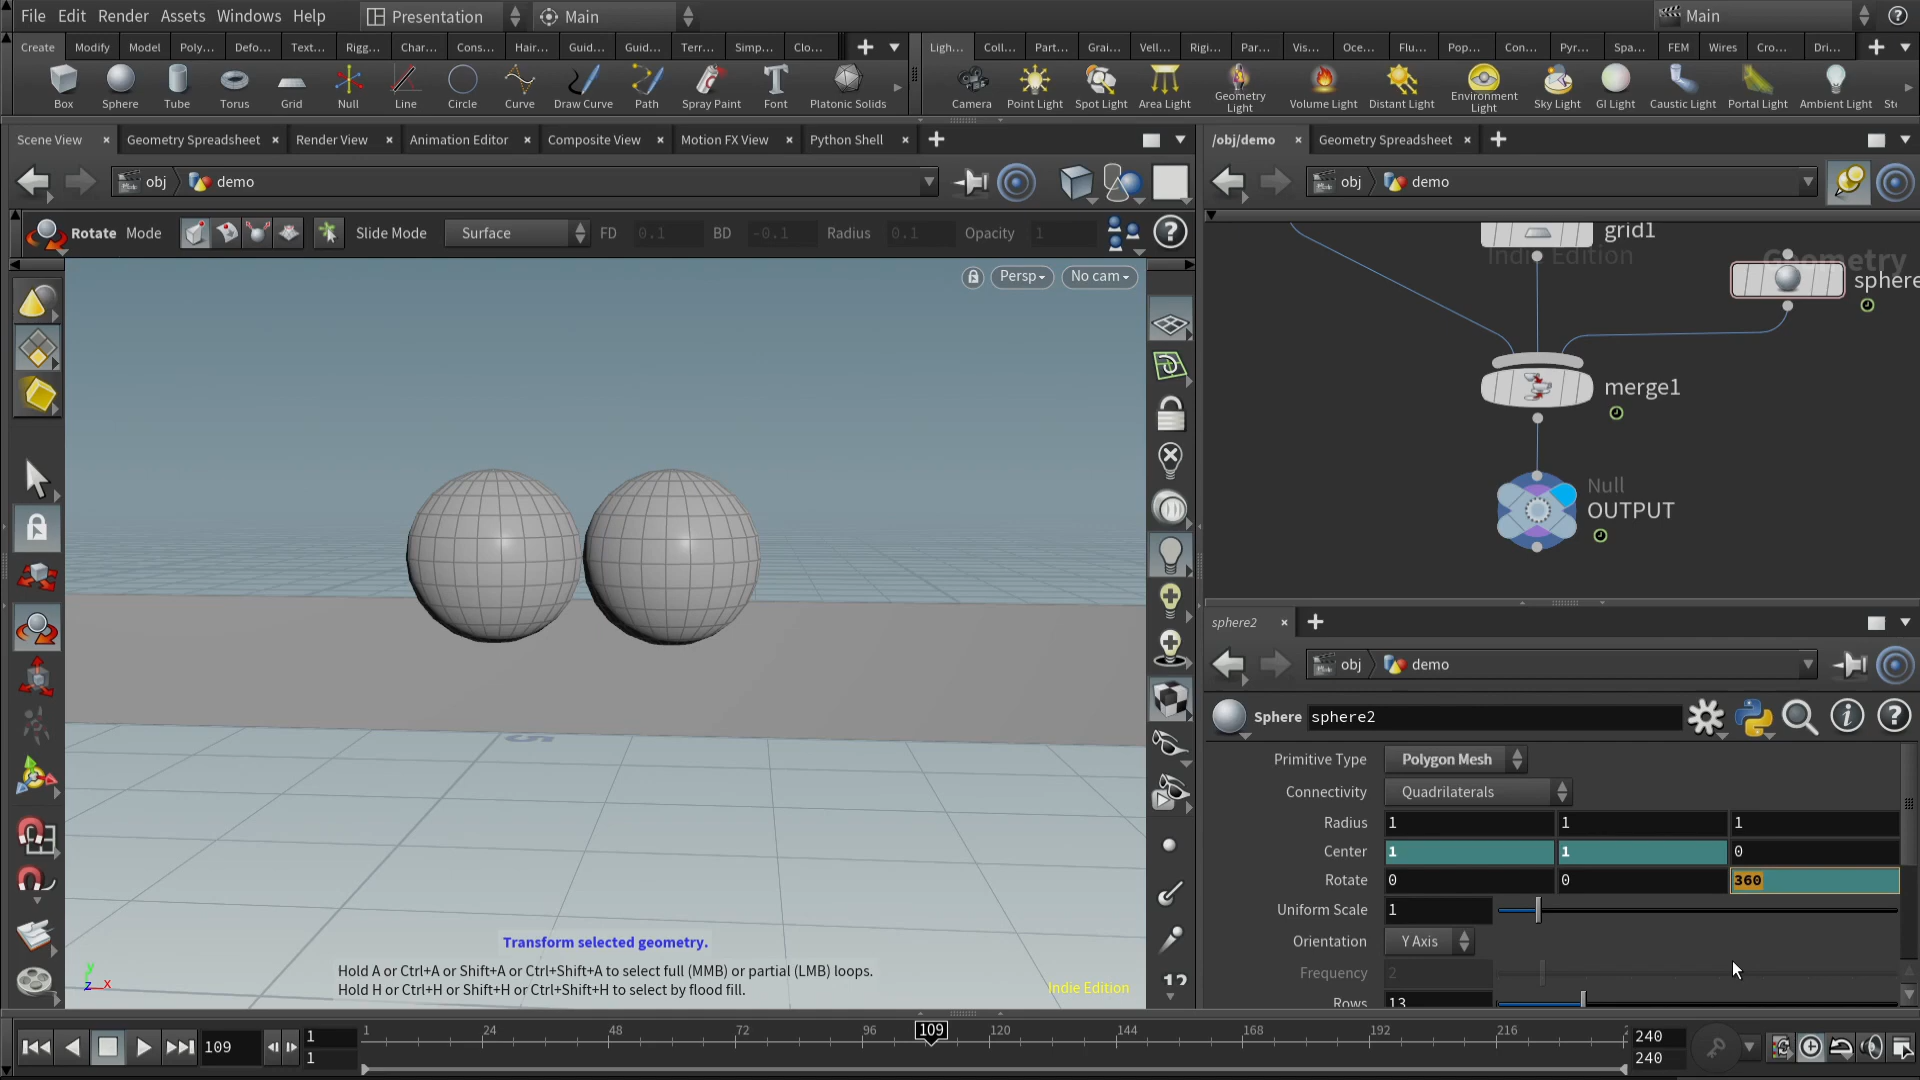 File Edit Render Assets Windows Help Presentation Main Main
Create Modify Model Poly... Defo... Text... Rigg... Char... Cons... Hair... Guid... Guid... Terr... Simp... Clo... Ligh... Coll... Part... Grai... Vell... Rigi... Par... Vis... Oce... Flu... Pop... Con... Pyr... Spa... FEM Wires Cro... Dri...
Box Sphere Tube Torus Grid Null Line Circle Curve Draw Curve Path Spray Paint Font Platonic Solids Camera Point Light Spot Light Area Light Geometry Light Volume Light Distant Light Environment Light Sky Light GI Light Caustic Light Portal Light Ambient Light St
Scene View Geometry Spreadsheet Render View Animation Editor Composite View Motion FX View Python Shell
obj demo
Rotate Mode Slide Mode Surface FD 0.1 BD -0.1 Radius 0.1 Opacity 1
Persp No cam
5
Transform selected geometry.
Hold A or Ctrl+A or Shift+A or Ctrl+Shift+A to select full (MMB) or partial (LMB) loops.
Hold H or Ctrl+H or Shift+H or Ctrl+Shift+H to select by flood fill.
Indie Edition
y
z x
12
/obj/demo Geometry Spreadsheet
obj demo
grid1
Indie Edition
Geometry
sphere
merge1
Null
OUTPUT
sphere2
obj demo
Sphere sphere2
Primitive Type Polygon Mesh
Connectivity Quadrilaterals
Radius 1 1 1
Center 1 1 0
Rotate 0 0 360
Uniform Scale 1
Orientation Y Axis
Frequency 2
Rows 13
109 1 1 24 48 72 96 109 120 144 168 192 216 240
1 240